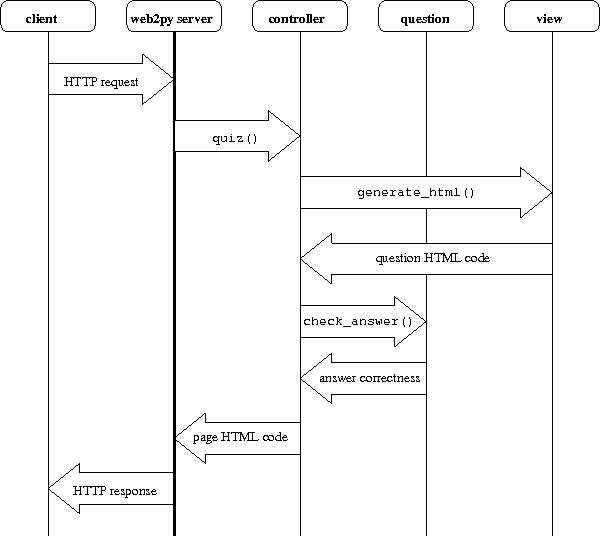 client
web2py server
controller
question
view
HTTP request
quiz()
generate_html()
question HTML code
check_answer()
answer correctness
page HTML code
HTTP response